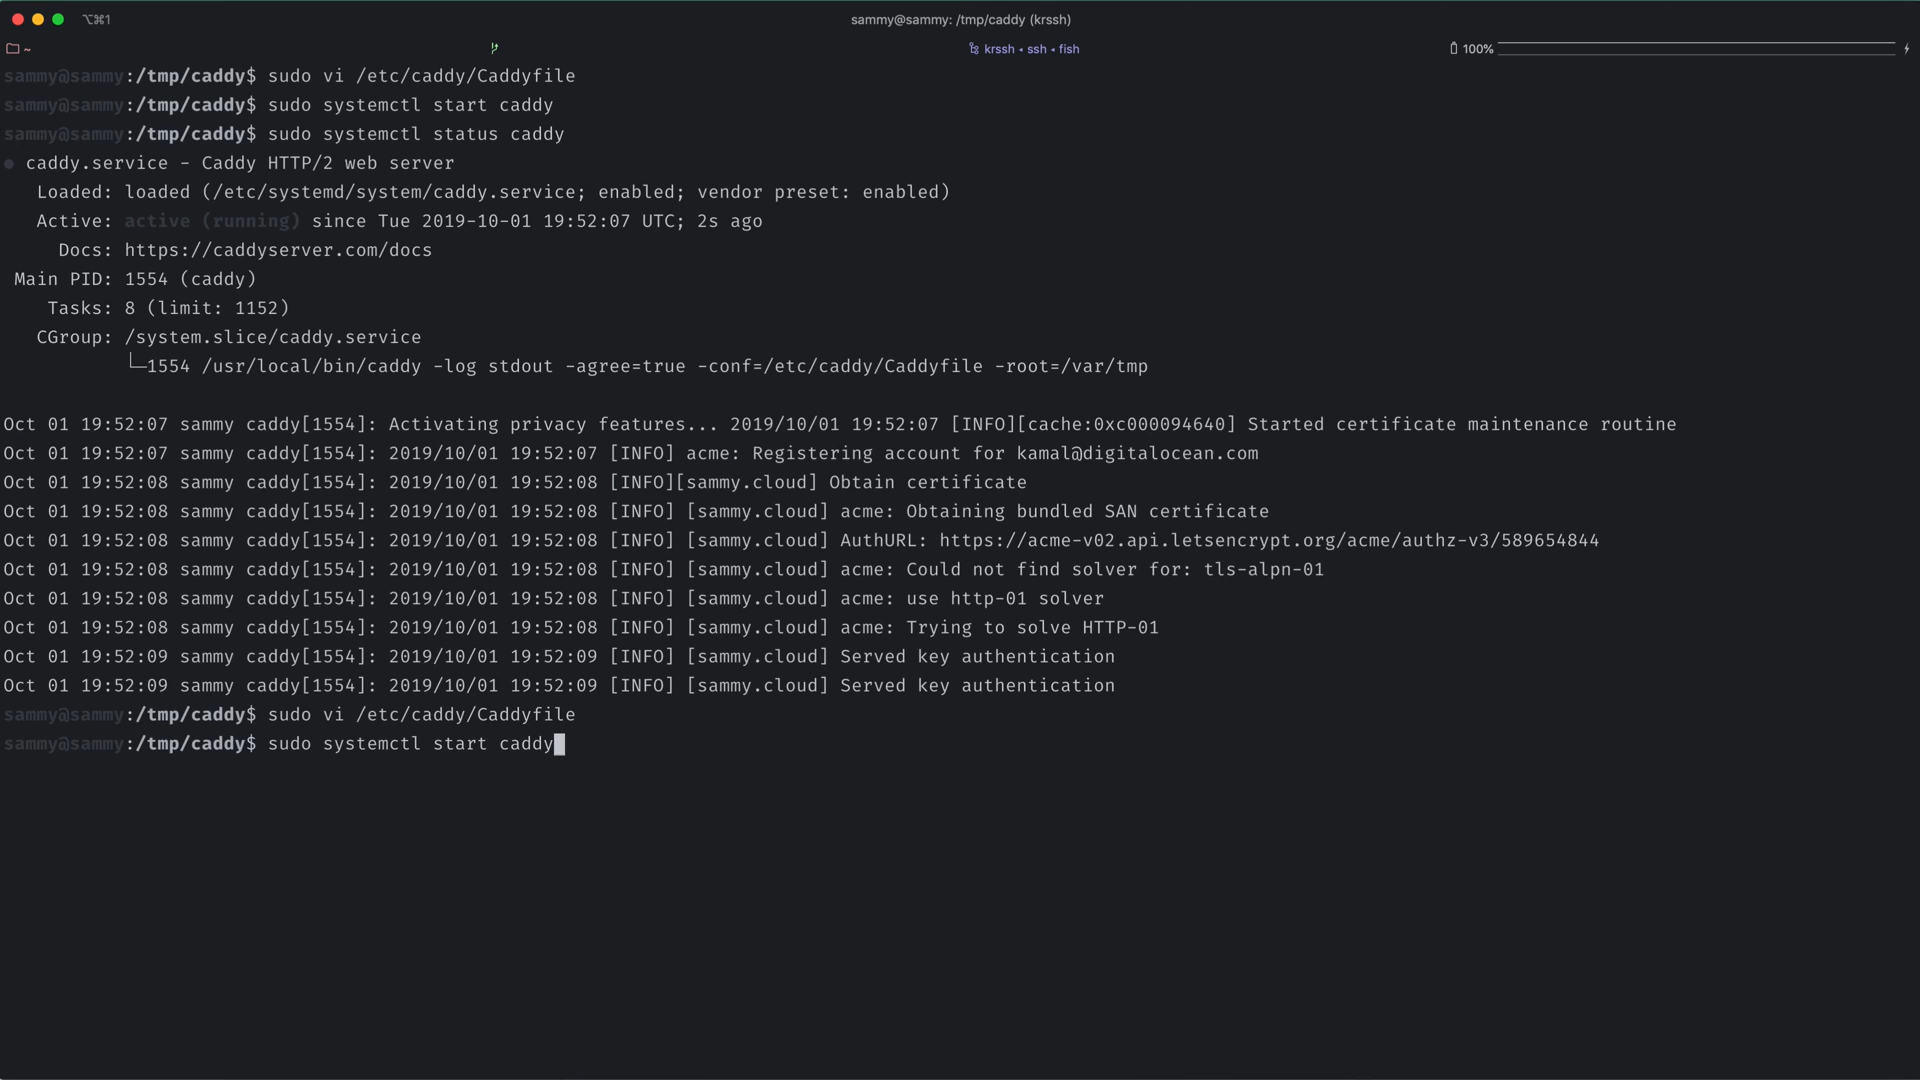 ⌥⌘1
sammy@sammy: /tmp/caddy (krssh)
~
krssh • ssh • fish
100%
sammy@sammy:/tmp/caddy$ sudo vi /etc/caddy/Caddyfile
sammy@sammy:/tmp/caddy$ sudo systemctl start caddy
sammy@sammy:/tmp/caddy$ sudo systemctl status caddy
● caddy.service - Caddy HTTP/2 web server
Loaded: loaded (/etc/systemd/system/caddy.service; enabled; vendor preset: enabled)
Active: active (running) since Tue 2019-10-01 19:52:07 UTC; 2s ago
Docs: https://caddyserver.com/docs
Main PID: 1554 (caddy)
Tasks: 8 (limit: 1152)
CGroup: /system.slice/caddy.service
└─1554 /usr/local/bin/caddy -log stdout -agree=true -conf=/etc/caddy/Caddyfile -root=/var/tmp
Oct 01 19:52:07 sammy caddy[1554]: Activating privacy features... 2019/10/01 19:52:07 [INFO][cache:0xc000094640] Started certificate maintenance routine
Oct 01 19:52:07 sammy caddy[1554]: 2019/10/01 19:52:07 [INFO] acme: Registering account for kamal@digitalocean.com
Oct 01 19:52:08 sammy caddy[1554]: 2019/10/01 19:52:08 [INFO][sammy.cloud] Obtain certificate
Oct 01 19:52:08 sammy caddy[1554]: 2019/10/01 19:52:08 [INFO] [sammy.cloud] acme: Obtaining bundled SAN certificate
Oct 01 19:52:08 sammy caddy[1554]: 2019/10/01 19:52:08 [INFO] [sammy.cloud] AuthURL: https://acme-v02.api.letsencrypt.org/acme/authz-v3/589654844
Oct 01 19:52:08 sammy caddy[1554]: 2019/10/01 19:52:08 [INFO] [sammy.cloud] acme: Could not find solver for: tls-alpn-01
Oct 01 19:52:08 sammy caddy[1554]: 2019/10/01 19:52:08 [INFO] [sammy.cloud] acme: use http-01 solver
Oct 01 19:52:08 sammy caddy[1554]: 2019/10/01 19:52:08 [INFO] [sammy.cloud] acme: Trying to solve HTTP-01
Oct 01 19:52:09 sammy caddy[1554]: 2019/10/01 19:52:09 [INFO] [sammy.cloud] Served key authentication
Oct 01 19:52:09 sammy caddy[1554]: 2019/10/01 19:52:09 [INFO] [sammy.cloud] Served key authentication
sammy@sammy:/tmp/caddy$ sudo vi /etc/caddy/Caddyfile
sammy@sammy:/tmp/caddy$ sudo systemctl start caddy